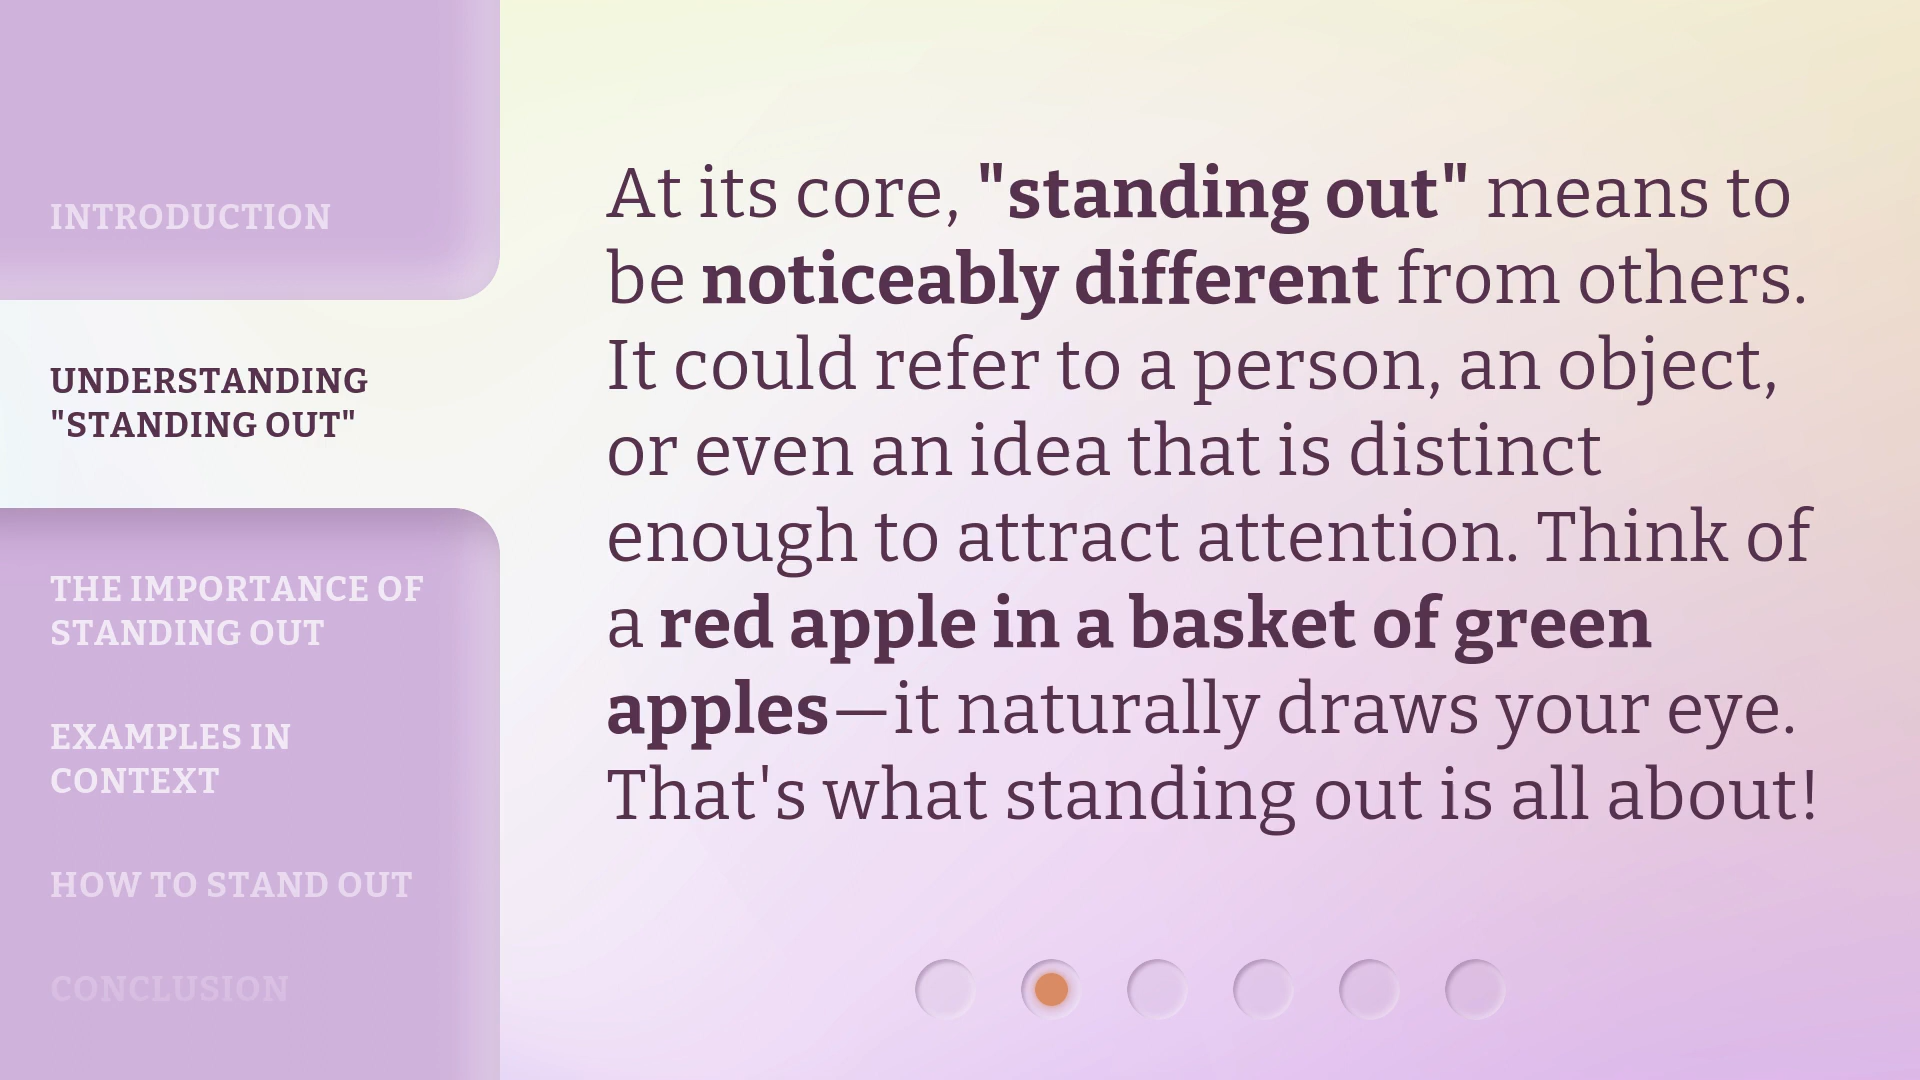 INTRODUCTION
UNDERSTANDING
"STANDING OUT"
THE IMPORTANCE OF
STANDING OUT
EXAMPLES IN
CONTEXT
HOW TO STAND OUT
CONCLUSION
At its core, "standing out" means to
be noticeably different from others.
It could refer to a person, an object,
or even an idea that is distinct
enough to attract attention. Think of
a red apple in a basket of green
apples—it naturally draws your eye.
That's what standing out is all about!